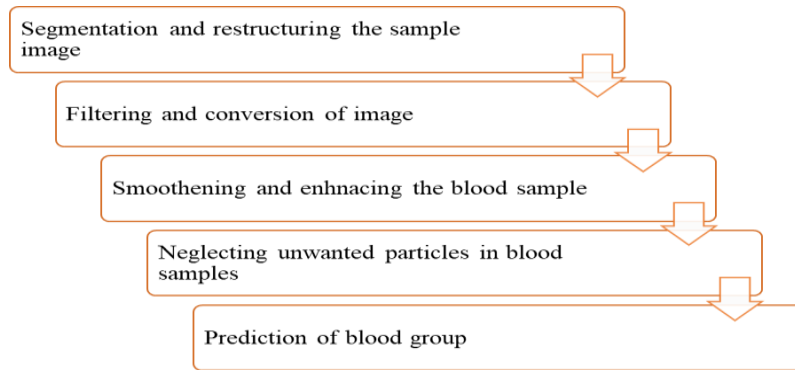 Segmentation and restructuring the sample
image
Filtering and conversion of image
Smoothening and enhnacing the blood sample
Neglecting unwanted particles in blood
samples
Prediction of blood group